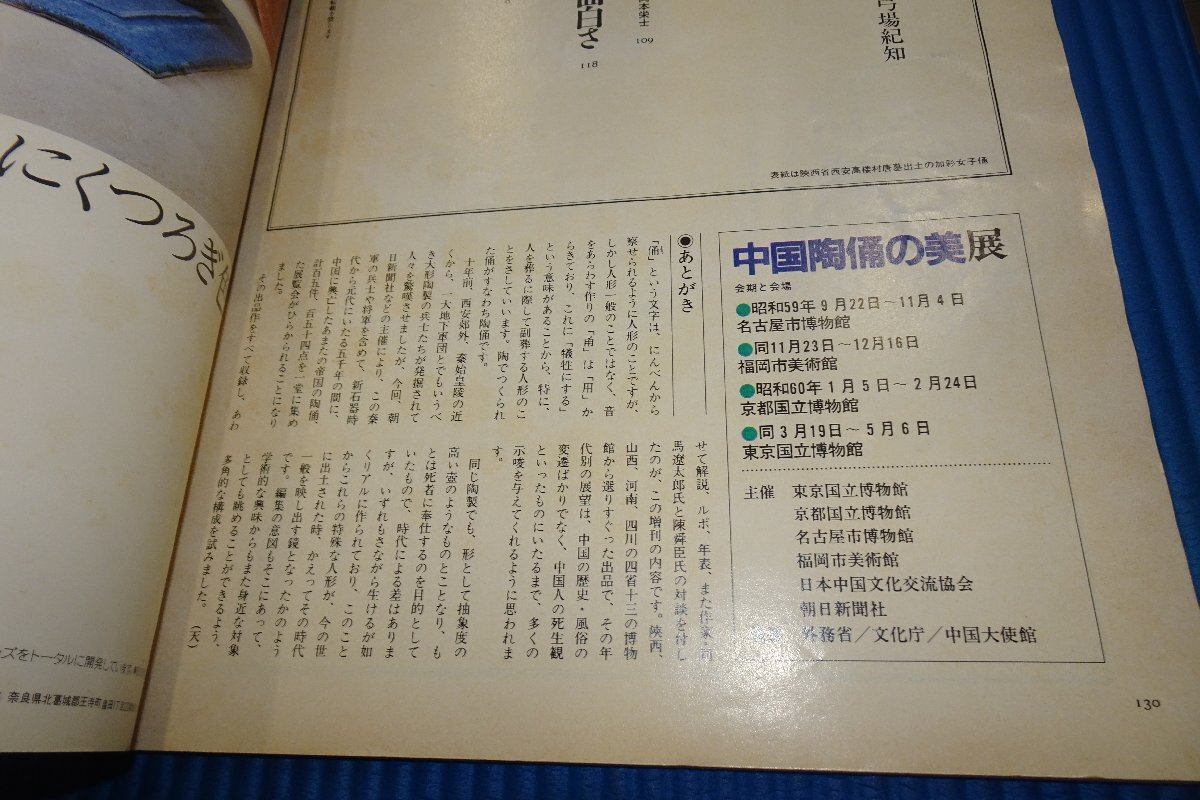 弓場紀知
本栄士
109
面白さ
118
表紙は陝西省西安高楼村唐墓出土の加彩女子俑
中国陶俑の美展
会期と会場
●昭和59年9月22日〜11月4日
名古屋市博物館
●同11月23日〜12月16日
福岡市美術館
●昭和60年1月5日〜2月24日
京都国立博物館
●同3月19日〜5月6日
東京国立博物館
主催 東京国立博物館
京都国立博物館
名古屋市博物館
福岡市美術館
日本中国文化交流協会
朝日新聞社
外務省／文化庁／中国大使館
●あとがき
「俑」という文字は、にんべんから
察せられるように人形のことですが、
しかし人形一般のことではなく、音
をあらわす作りの「甬」は「用」か
らきており、これに「犠牲にする」
という意味があることから、特に、
人を葬るに際して副葬する人形のこ
とをさしています。陶でつくられ
た俑がすなわち陶俑です。
十年前、西安郊外、秦始皇陵の近
くから、一大地下軍団とでもいうべ
き人形陶製の兵士たちが発掘されて
人々を驚嘆させましたが、今回、朝
日新聞社などの主催により、この秦
軍の兵士や将軍を含めて、新石器時
代から元代にいたる五千年の間に、
中国に興亡したあまたの帝国の陶俑、
計百五件、百五十四点を一堂に集め
た展覧会がひらかられることになり
ました。
その出品作をすべて収録し、あわ
せて解説、ルポ、年表、また作家・司
馬遼太郎氏と陳舜臣氏の対談を付し
たのが、この増刊の内容です。陝西、
山西、河南、四川の四省十三の博物
館から選りすぐった出品で、その年
代別の展望は、中国の歴史・風俗の
変遷ばかりでなく、中国人の死生観
といったものにいたるまで、多くの
示唆を与えてくれるように思われま
す。
同じ陶製でも、形として抽象度の
高い壺のようなものとことなり、も
とは死者に奉仕するのを目的として
いたもので、時代による差はありま
すが、いずれもさながら生けるが如
くリアルに作られており、このこと
からこれらの特殊な人形が、今の世
に出土された時、かえってその時代
一般を映し出す鏡となったかのよう
です。編集の意図もそこにあって、
学術的な興味からもまた身近な対象
としても眺めることができるよう、
多角的な構成を試みました。（天）
130
にくつろぎ
ズをトータルに開発してい
奈良県北葛城郡王寺町